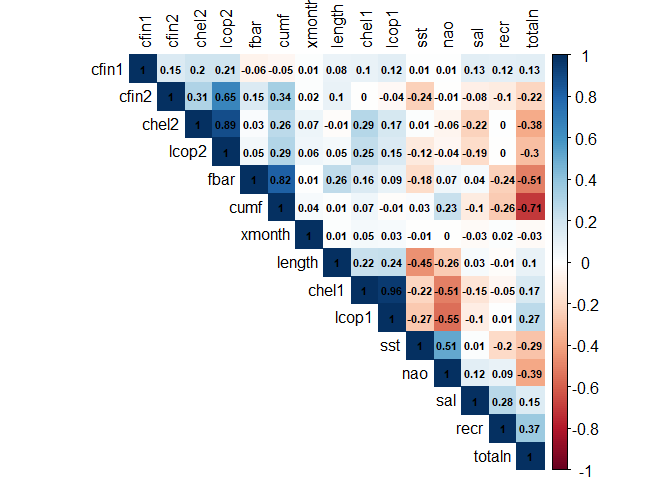 cfin1 cfin2 chel2 lcop2 fbar cumf xmonth length chel1 lcop1 sst nao sal recr totaln
cfin1 1 0.15 0.2 0.21 -0.06 -0.05 0.01 0.08 0.1 0.12 0.01 0.01 0.13 0.12 0.13
cfin2 1 0.31 0.65 0.15 0.34 0.02 0.1 0 -0.04 -0.24 -0.01 -0.08 -0.1 -0.22
chel2 1 0.89 0.03 0.26 0.07 -0.01 0.29 0.17 0.01 -0.06 -0.22 0 -0.38
lcop2 1 0.05 0.29 0.06 0.05 0.25 0.15 -0.12 -0.04 -0.19 0 -0.3
fbar 1 0.82 0.01 0.26 0.16 0.09 -0.18 0.07 0.04 -0.24 -0.51
cumf 1 0.04 0.01 0.07 -0.01 0.03 0.23 -0.1 -0.26 -0.71
xmonth 1 0.01 0.05 0.03 -0.01 0 -0.03 0.02 -0.03
length 1 0.22 0.24 -0.45 -0.26 0.03 -0.01 0.1
chel1 1 0.96 -0.22 -0.51 -0.15 -0.05 0.17
lcop1 1 -0.27 -0.55 -0.1 0.01 0.27
sst 1 0.51 0.01 -0.2 -0.29
nao 1 0.12 0.09 -0.39
sal 1 0.28 0.15
recr 1 0.37
totaln 1
1
0.8
0.6
0.4
0.2
0
-0.2
-0.4
-0.6
-0.8
-1